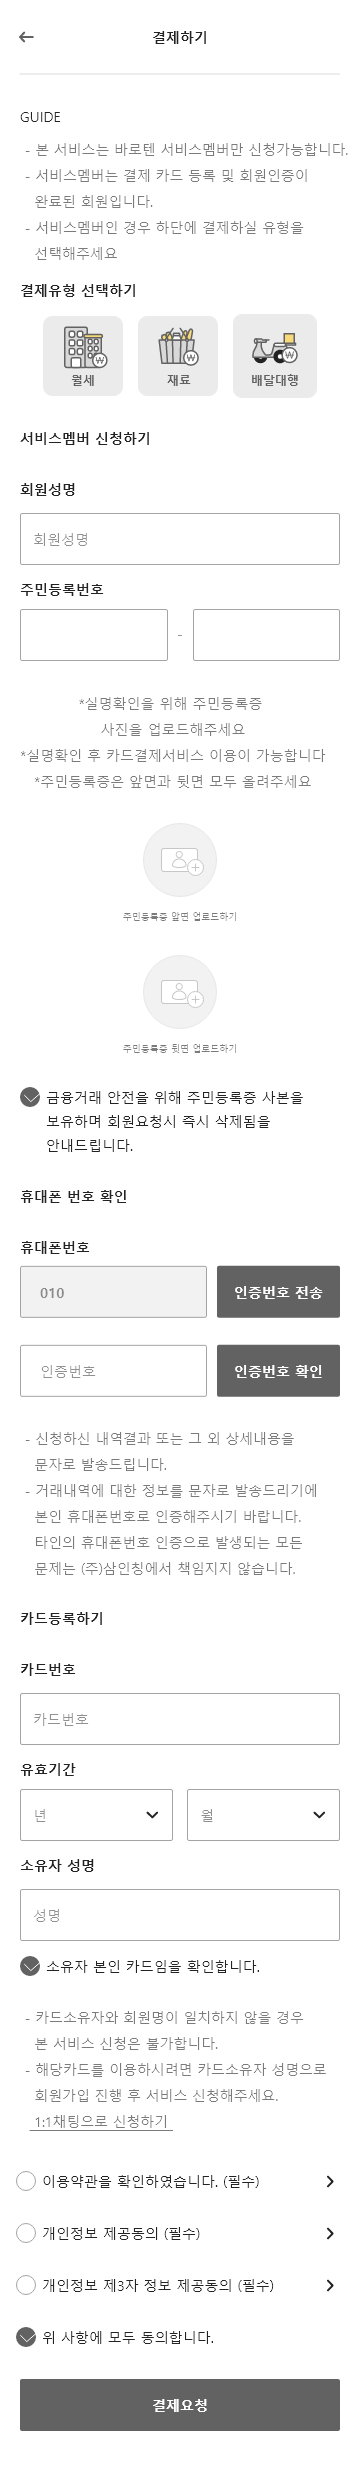 결제하기
GUIDE
- 본 서비스는 바로텐 서비스멤버만 신청가능합니다.
- 서비스멤버는 결제 카드 등록 및 회원인증이
완료된 회원입니다.
- 서비스멤버인 경우 하단에 결제하실 유형을
선택해주세요
결제유형 선택하기
월세 재료 배달대행
서비스멤버 신청하기
회원성명
회원성명
주민등록번호
-
*실명확인을 위해 주민등록증
사진을 업로드해주세요
*실명확인 후 카드결제서비스 이용이 가능합니다
*주민등록증은 앞면과 뒷면 모두 올려주세요
주민등록증 앞면 업로드하기
주민등록증 뒷면 업로드하기
금융거래 안전을 위해 주민등록증 사본을
보유하며 회원요청시 즉시 삭제됨을
안내드립니다.
휴대폰 번호 확인
휴대폰번호
010 인증번호 전송
인증번호 인증번호 확인
- 신청하신 내역결과 또는 그 외 상세내용을
문자로 발송드립니다.
- 거래내역에 대한 정보를 문자로 발송드리기에
본인 휴대폰번호로 인증해주시기 바랍니다.
타인의 휴대폰번호 인증으로 발생되는 모든
문제는 (주)삼인칭에서 책임지지 않습니다.
카드등록하기
카드번호
카드번호
유효기간
년 월
소유자 성명
성명
소유자 본인 카드임을 확인합니다.
- 카드소유자와 회원명이 일치하지 않을 경우
본 서비스 신청은 불가합니다.
- 해당카드를 이용하시려면 카드소유자 성명으로
회원가입 진행 후 서비스 신청해주세요.
1:1채팅으로 신청하기
이용약관을 확인하였습니다. (필수)
개인정보 제공동의 (필수)
개인정보 제3자 정보 제공동의 (필수)
위 사항에 모두 동의합니다.
결제요청